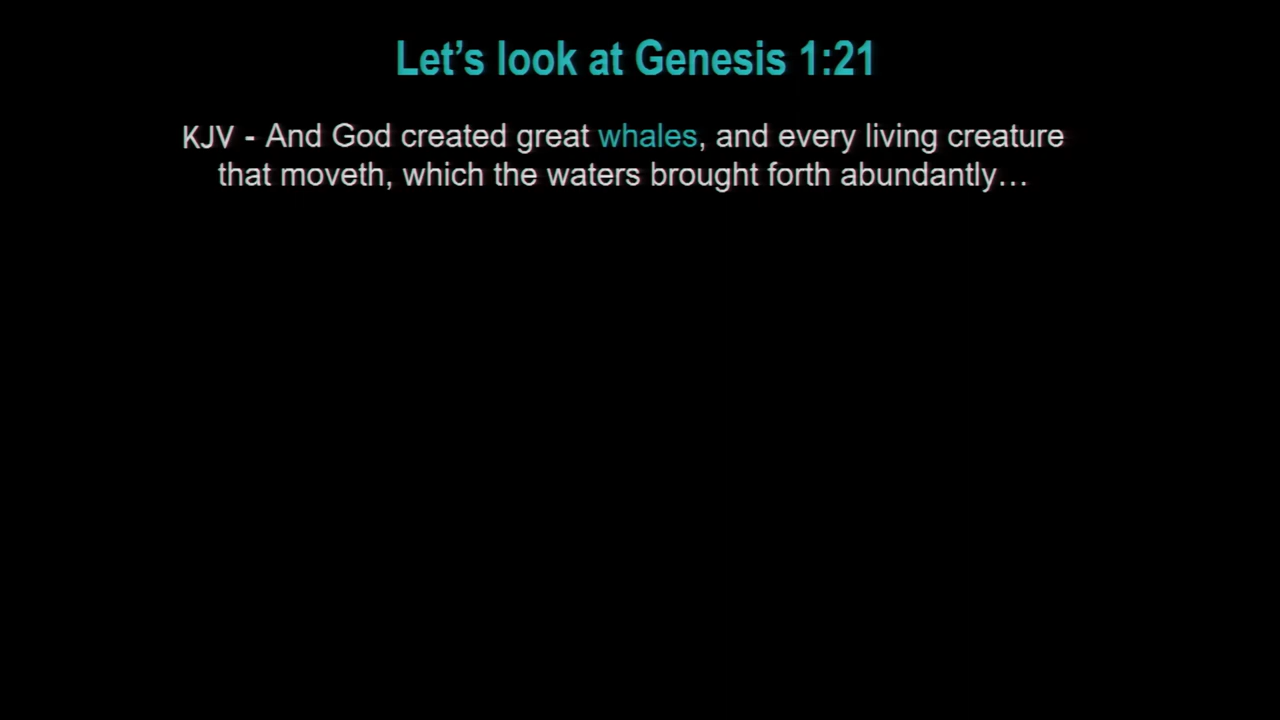 Let’s look at Genesis 1:21
KJV - And God created great whales, and every living creature
that moveth, which the waters brought forth abundantly…